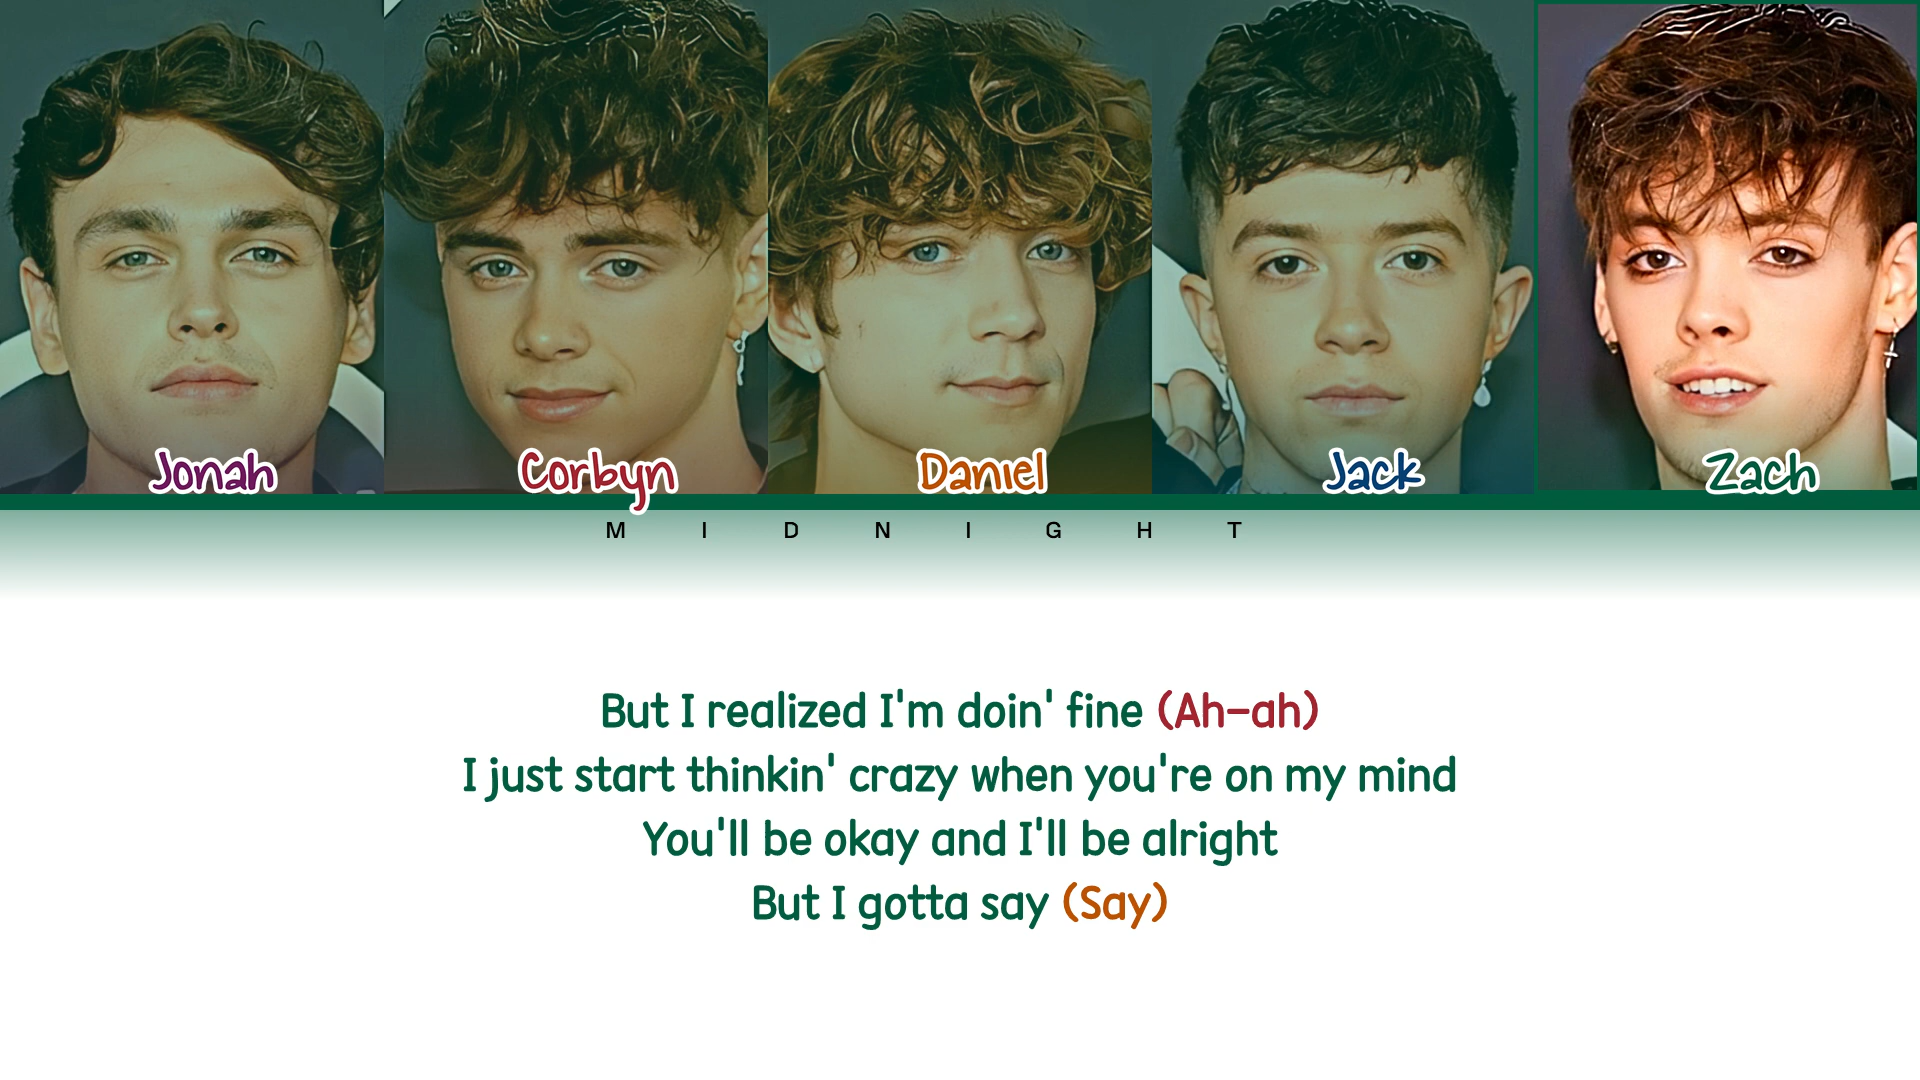 Jonah Corbyn Daniel Jack Zach
MIDNIGHT
But I realized I'm doin' fine (Ah-ah)
I just start thinkin' crazy when you're on my mind
You'll be okay and I'll be alright
But I gotta say (Say)